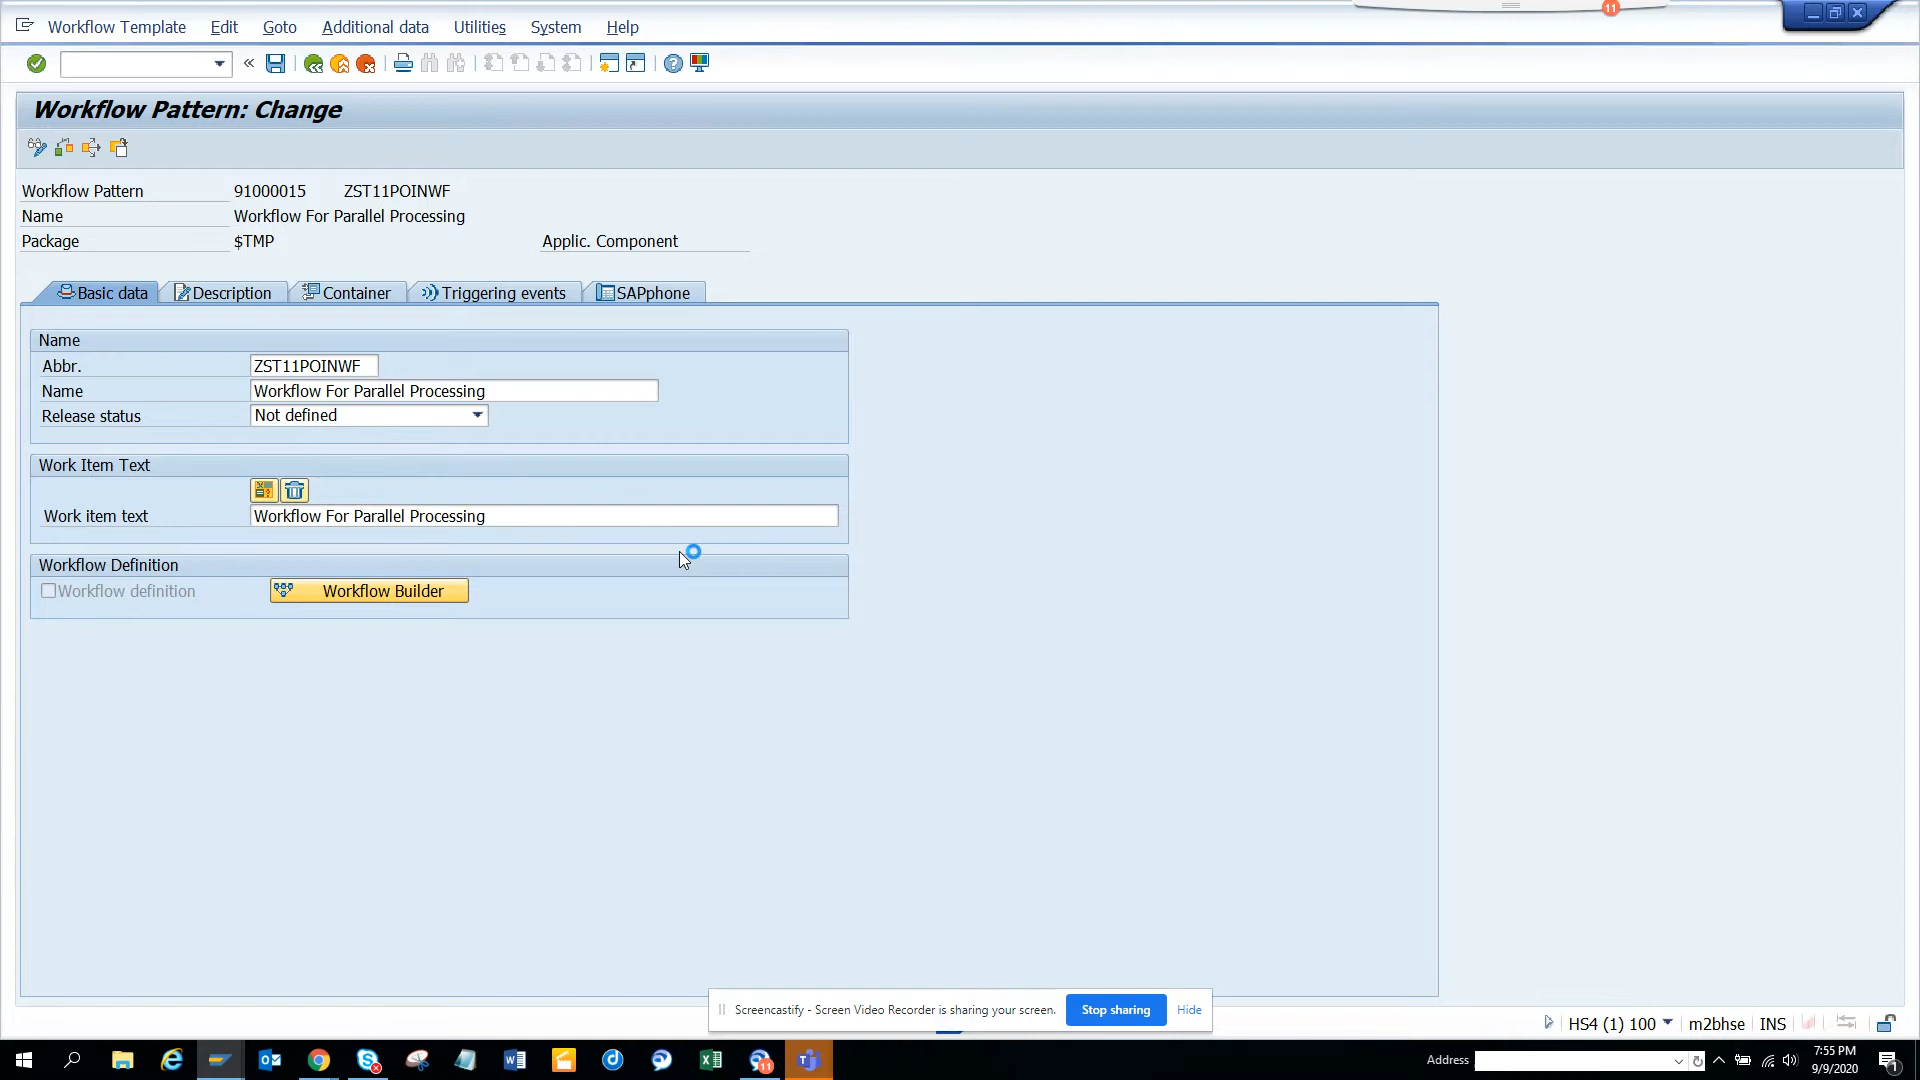 Workflow Template Edit Goto Additional data Utilities System Help
11
Workflow Pattern: Change
Workflow Pattern 91000015 ZST11POINWF
Name Workflow For Parallel Processing
Package $TMP Applic. Component
Basic data Description Container Triggering events SAPphone
Name
Abbr. ZST11POINWF
Name Workflow For Parallel Processing
Release status Not defined
Work Item Text
Work item text Workflow For Parallel Processing
Workflow Definition
Workflow definition Workflow Builder
Screencastify - Screen Video Recorder is sharing your screen. Stop sharing Hide
HS4 (1) 100 m2bhse INS
Address
11
7:55 PM
9/9/2020
1